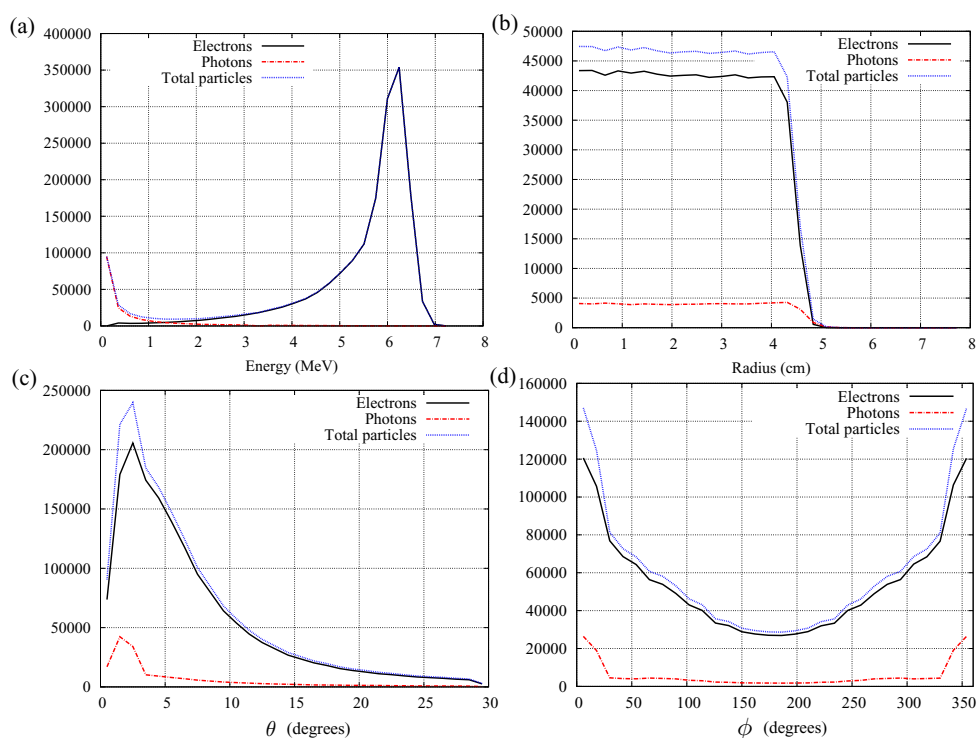 (a)
400000
350000
300000
250000
200000
150000
100000
50000
0
Electrons
Photons
Total particles
0 1 2 3 4 5 6 7 8
Energy (MeV)
(b)
50000
45000
40000
35000
30000
25000
20000
15000
10000
5000
0
Electrons
Photons
Total particles
0 1 2 3 4 5 6 7 8
Radius (cm)
(c)
250000
200000
150000
100000
50000
0
Electrons
Photons
Total particles
0 5 10 15 20 25 30
θ (degrees)
(d)
160000
140000
120000
100000
80000
60000
40000
20000
0
Electrons
Photons
Total particles
0 50 100 150 200 250 300 350
ϕ (degrees)